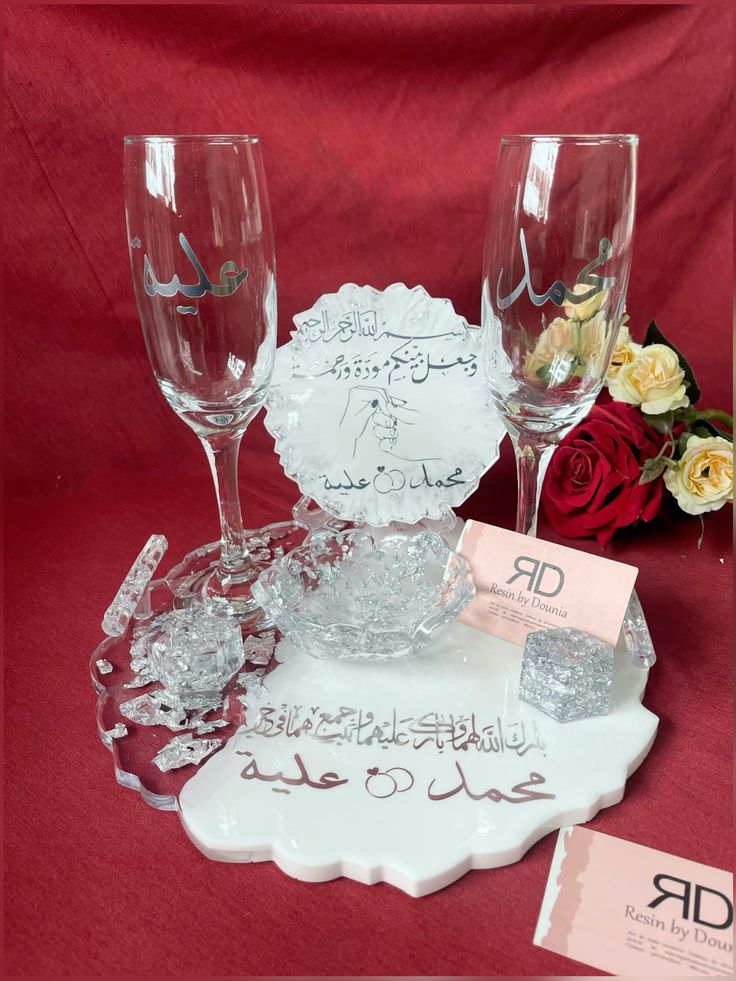 علية
محمد
بسم الله الرحمن الرحيم
وجعل بينكم مودة ورحمة
محمد علية
RD
Resin by Dounia
بارك الله لهما وبارك عليهما وجمع بينهما في خير
محمد علية
RD
Resin by Dou